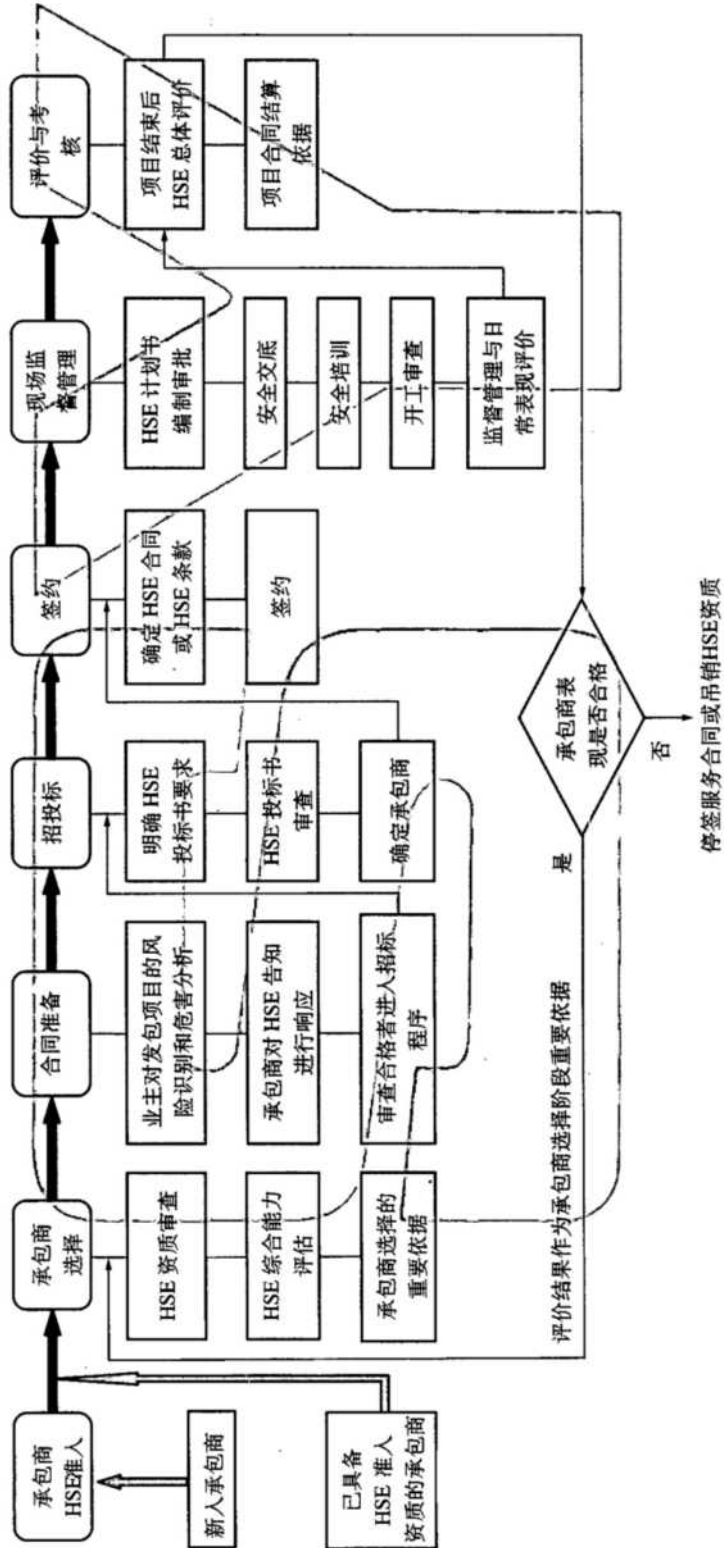 承包商
HSE准入
新入承包商
已具备
HSE 准入
资质的承包商
承包商
选择
HSE 资质审查
HSE 综合能力
评估
承包商选择的
重要依据
合同准备
业主对发包项目的风
险识别和危害分析
承包商对 HSE 告知
进行响应
审查合格者进入招标
程序
招投标
明确 HSE
投标书要求
HSE 投标书
审查
确定承包商
签约
确定 HSE 合同
或 HSE 条款
签约
现场监
督管理
HSE 计划书
编制审批
安全交底
安全培训
开工审查
监督管理与日
常表现评价
评价与考
核
项目结束后
HSE 总体评价
项目合同结算
依据
承包商表
现是否合格
是
否
评价结果作为承包商选择阶段重要依据
停签服务合同或吊销HSE资质